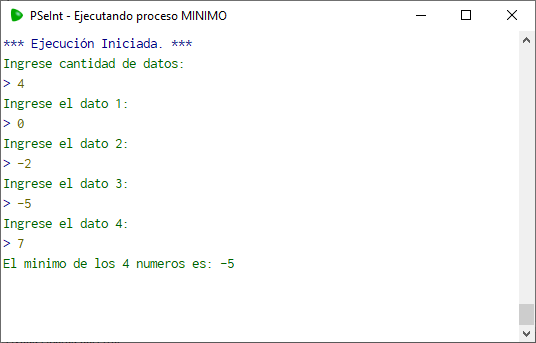 PSeInt - Ejecutando proceso MINIMO
*** Ejecución Iniciada. ***
Ingrese cantidad de datos:
> 4
Ingrese el dato 1:
> 0
Ingrese el dato 2:
> -2
Ingrese el dato 3:
> -5
Ingrese el dato 4:
> 7
El minimo de los 4 numeros es: -5